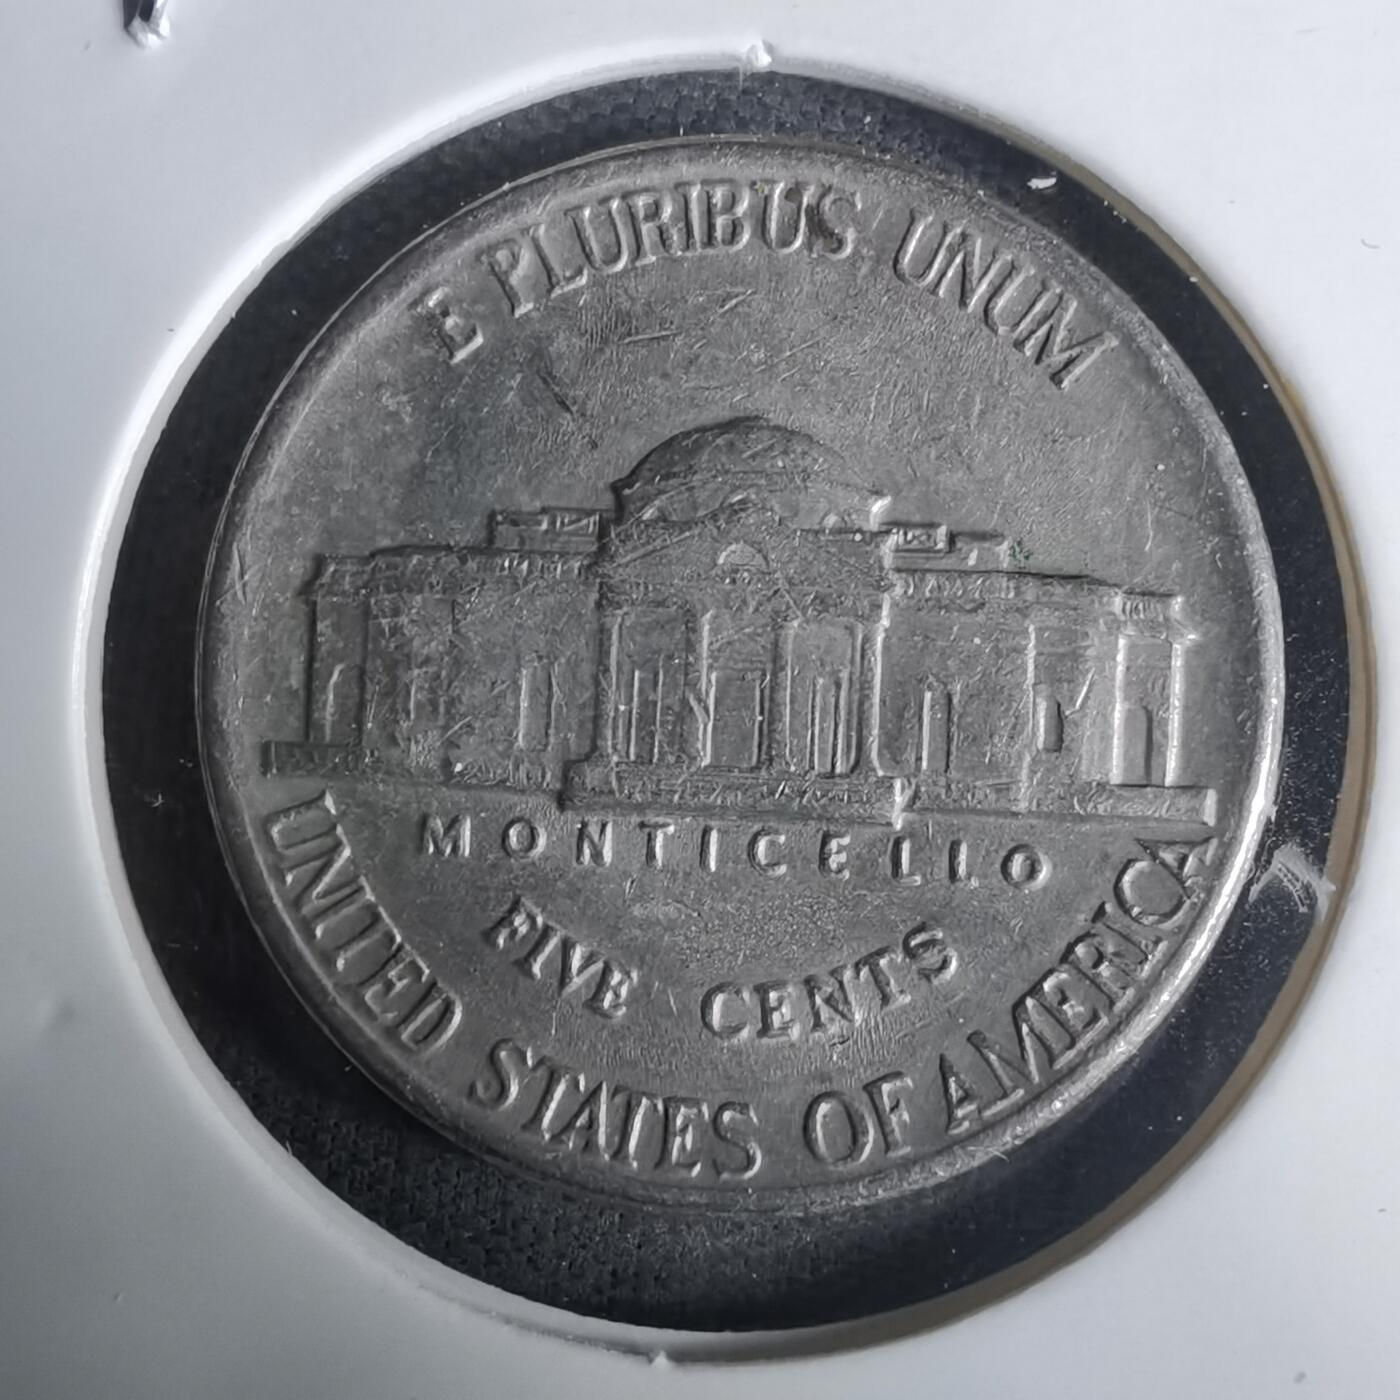 E PLURIBUS UNUM
MONTICELLO
FIVE CENTS
UNITED STATES OF AMERICA